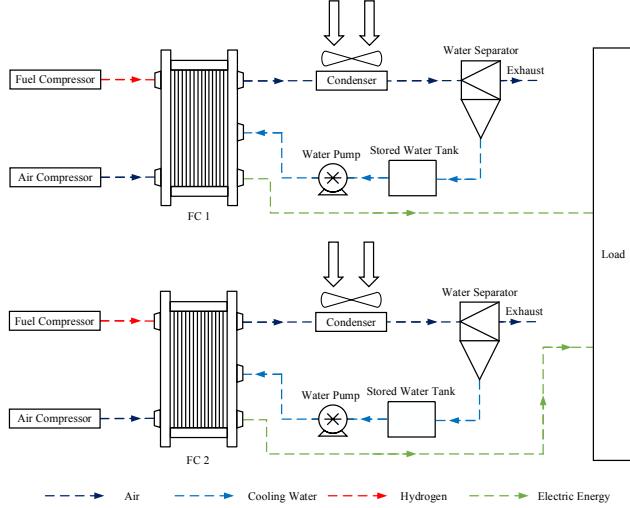 Water Separator
Fuel Compressor
Condenser
Exhaust
Water Pump
Stored Water Tank
Air Compressor
FC 1
Load
Water Separator
Fuel Compressor
Condenser
Exhaust
Water Pump
Stored Water Tank
Air Compressor
FC 2
Air
Cooling Water
Hydrogen
Electric Energy